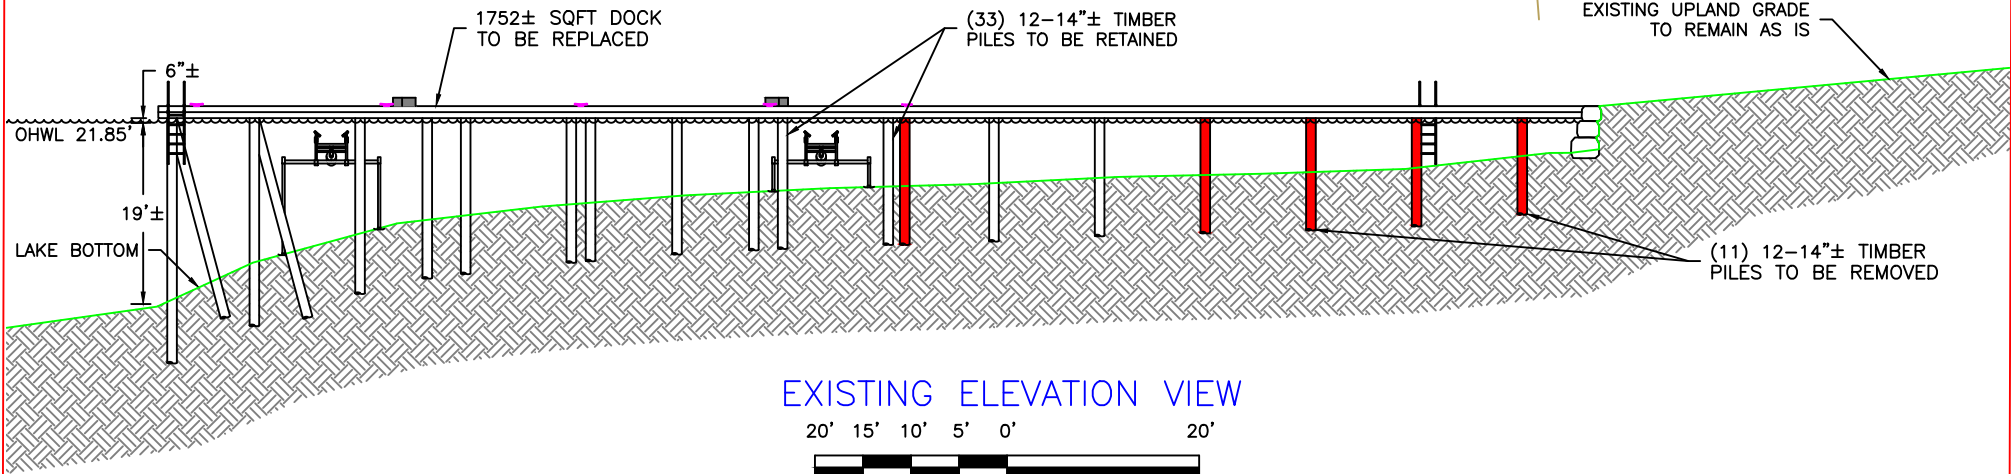 1752± SQFT DOCK
TO BE REPLACED
(33) 12-14"± TIMBER
PILES TO BE RETAINED
EXISTING UPLAND GRADE
TO REMAIN AS IS
6"±
OHWL 21.85'
19'±
LAKE BOTTOM
(11) 12-14"± TIMBER
PILES TO BE REMOVED
EXISTING ELEVATION VIEW
20' 15' 10' 5' 0' 20'